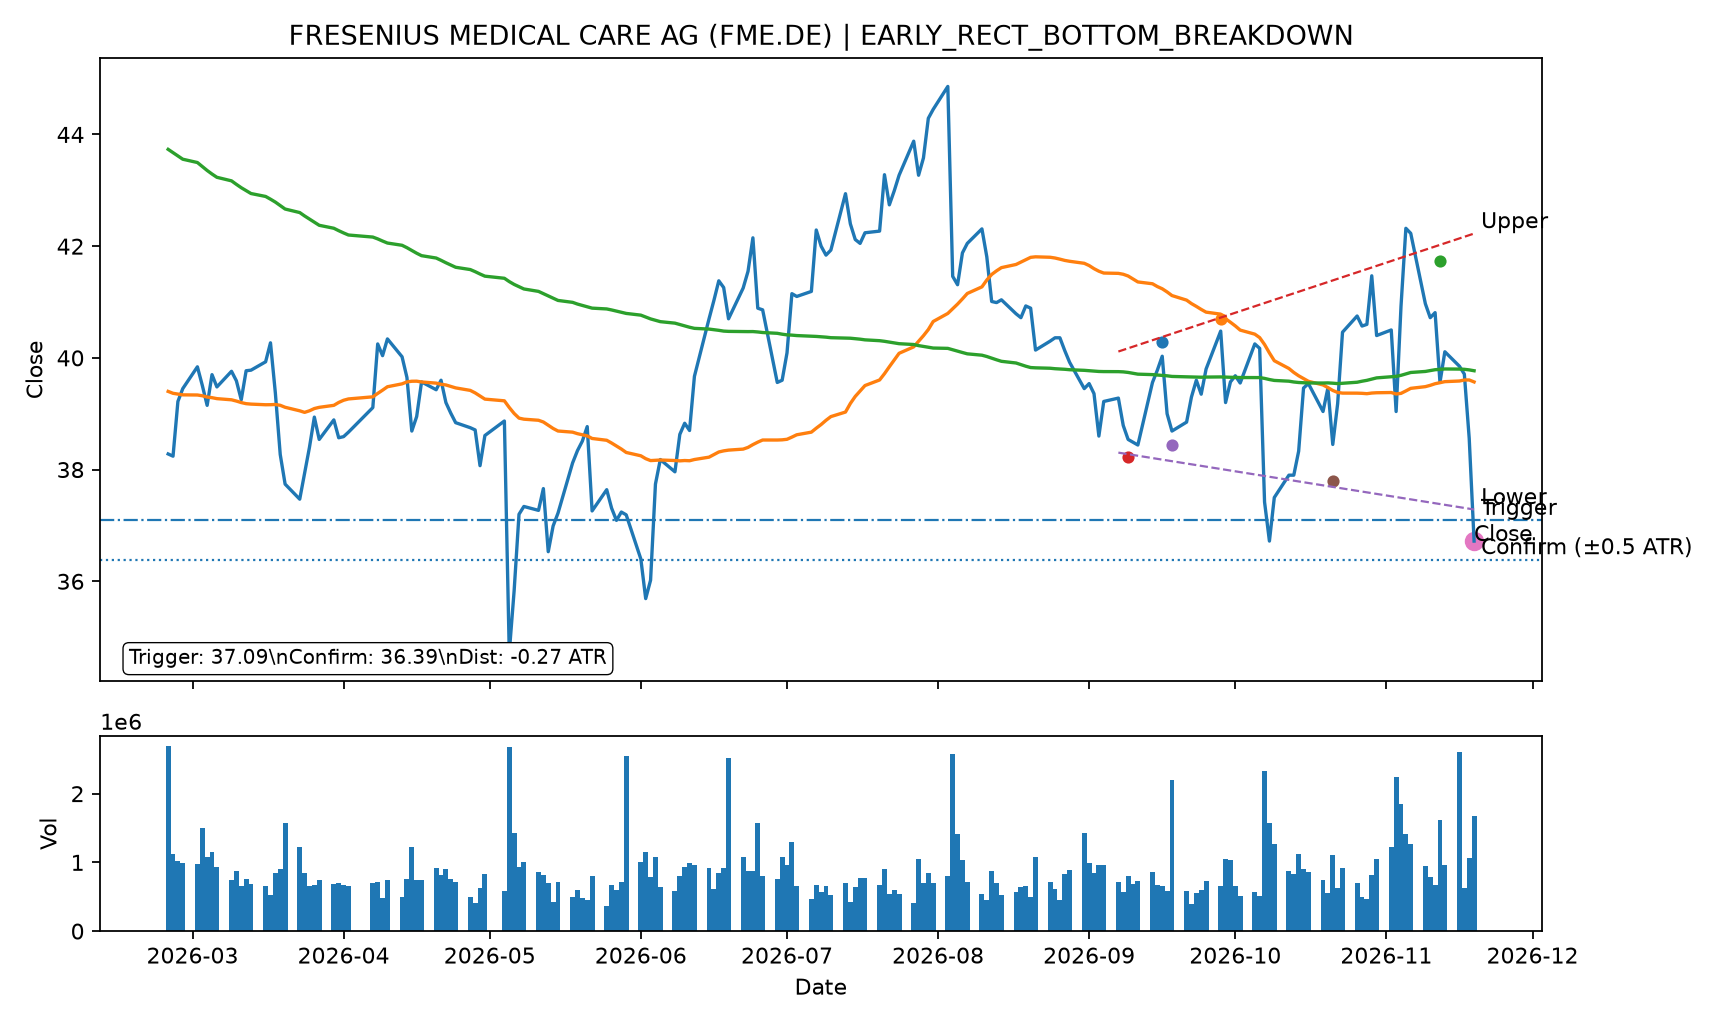 FRESENIUS MEDICAL CARE AG (FME.DE) | EARLY_RECT_BOTTOM_BREAKDOWN
Close
44
42
40
38
36
Upper
Lower
Trigger
Close
Confirm (±0.5 ATR)
Trigger: 37.09\nConfirm: 36.39\nDist: -0.27 ATR
1e6
Vol
2
1
0
2026-03 2026-04 2026-05 2026-06 2026-07 2026-08 2026-09 2026-10 2026-11 2026-12
Date